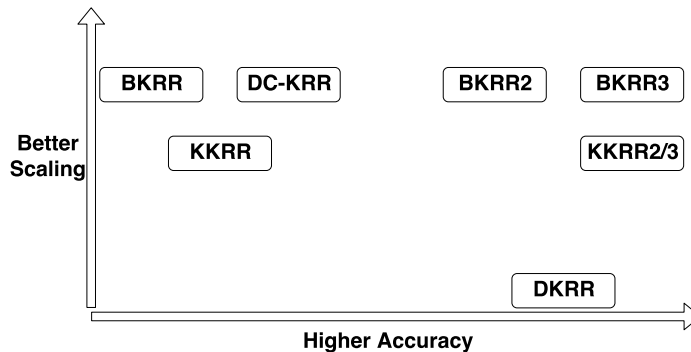 BKRR
DC-KRR
BKRR2
BKRR3
Better
Scaling
KKRR
KKRR2/3
DKRR
Higher Accuracy